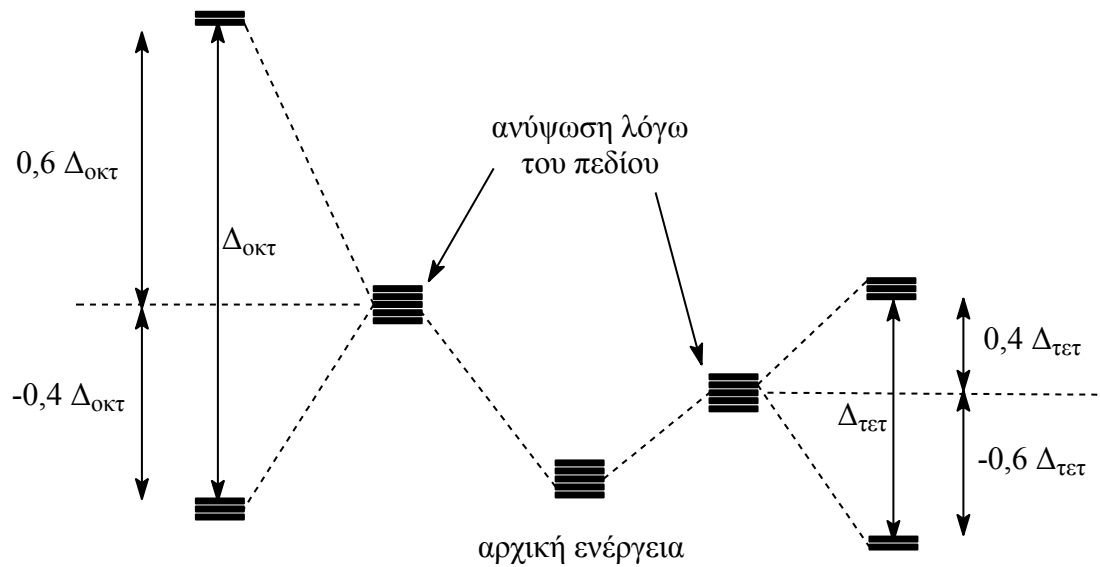 ανύψωση λόγω
του πεδίου
0,6 Δοκτ
Δοκτ
-0,4 Δοκτ
0,4 Δτετ
Δτετ
-0,6 Δτετ
αρχική ενέργεια